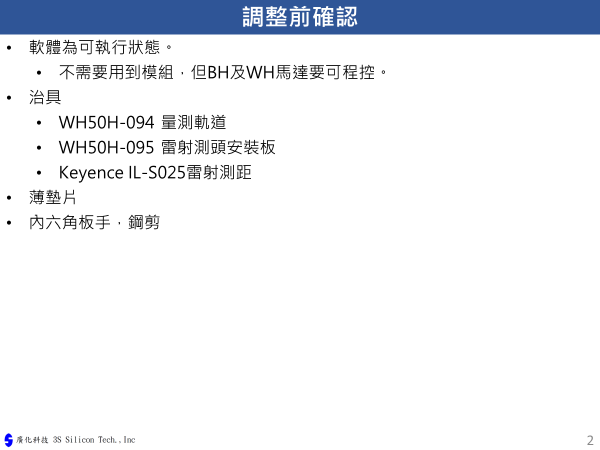 調整前確認
• 軟體為可執行狀態。
• 不需要用到模組，但BH及WH馬達要可程控。
• 治具
• WH50H-094 量測軌道
• WH50H-095 雷射測頭安裝板
• Keyence IL-S025雷射測距
• 薄墊片
• 內六角板手，鋼剪
廣化科技 3S Silicon Tech.,Inc
2